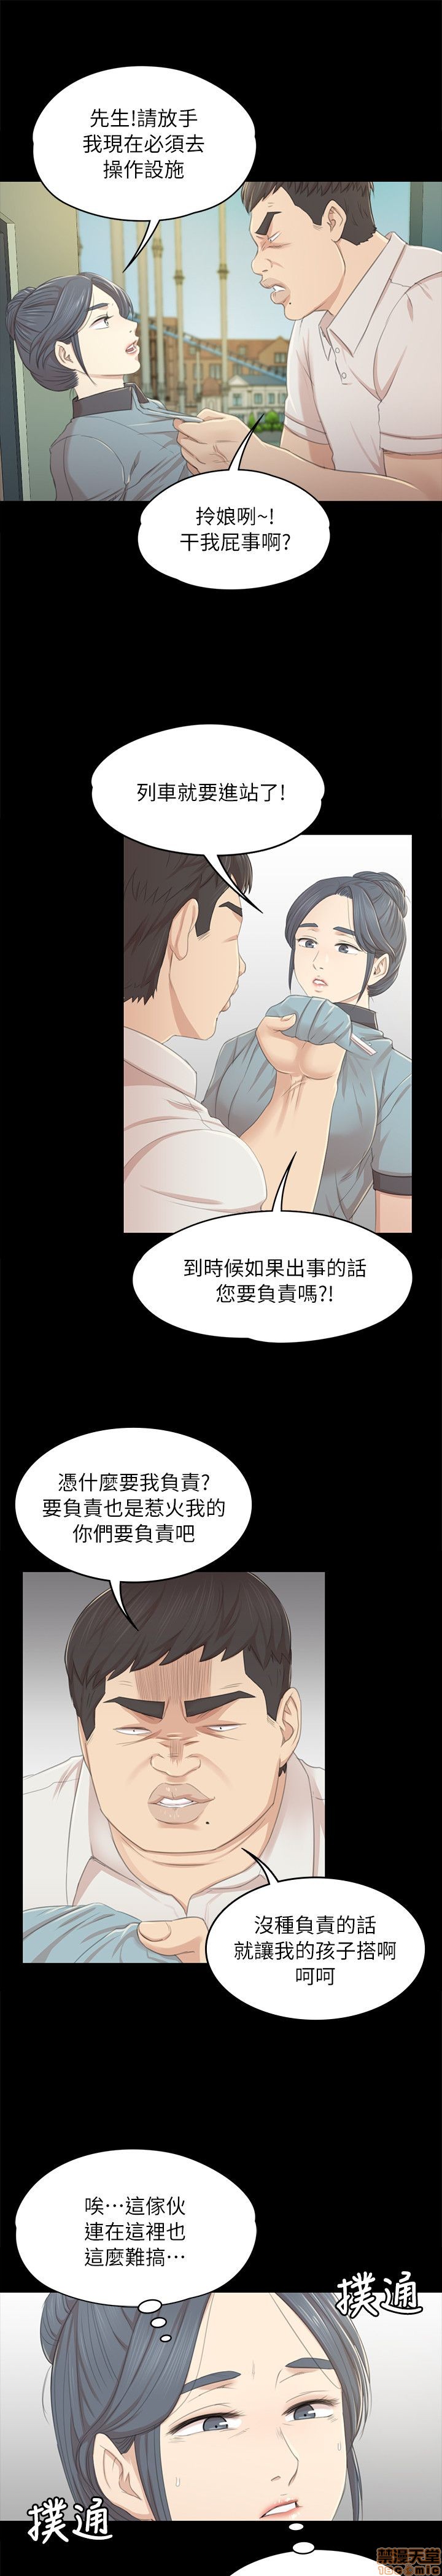 先生!請放手
我現在必須去
操作設施
拎娘咧~!
干我屁事啊?
列車就要進站了!
到時候如果出事的話
您要負責嗎?!
憑什麼要我負責?
要負責也是惹火我的
你們要負責吧
沒種負責的話
就讓我的孩子搭啊
呵呵
唉…這傢伙
連在這裡也
這麼難搞…
撲通
撲通
禁漫天堂